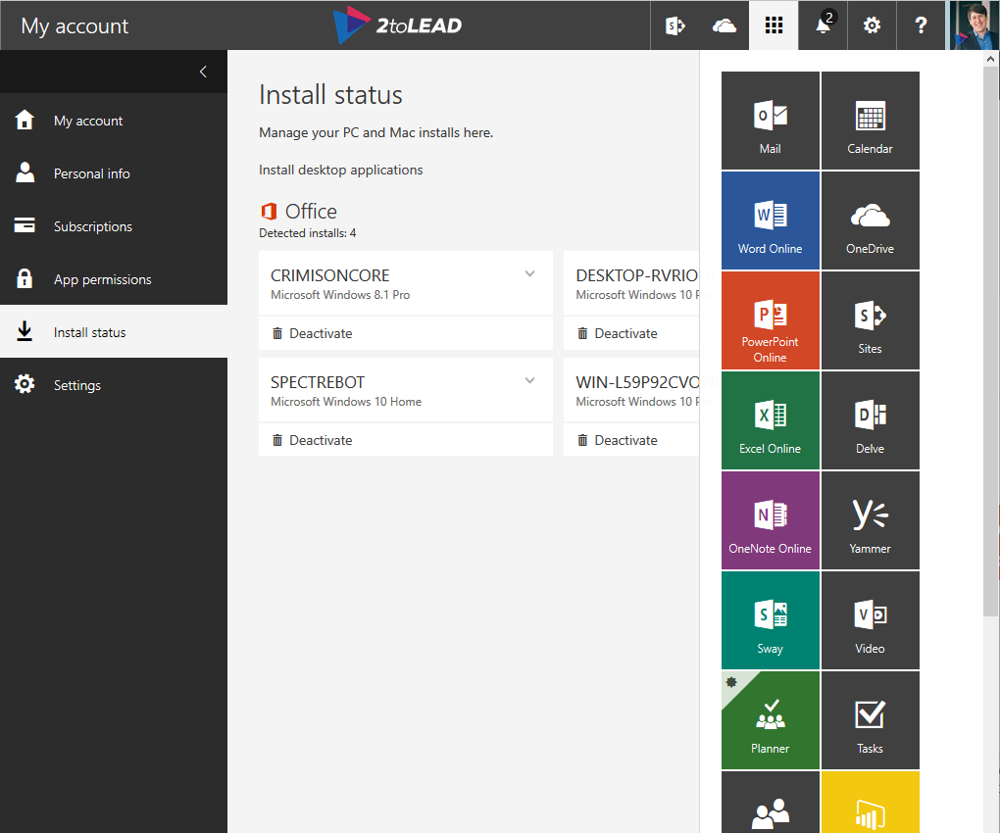 My account
2toLEAD
2
?
My account
Personal info
Subscriptions
App permissions
Install status
Settings
Install status
Manage your PC and Mac installs here.
Install desktop applications
Office
Detected installs: 4
CRIMISONCORE
Microsoft Windows 8.1 Pro
Deactivate
DESKTOP-RVRIO
Microsoft Windows 10
Deactivate
SPECTREBOT
Microsoft Windows 10 Home
Deactivate
WIN-L59P92CVO
Microsoft Windows 10
Deactivate
Mail
Calendar
Word Online
OneDrive
PowerPoint
Online
Sites
Excel Online
Delve
OneNote Online
Yammer
Sway
Video
Planner
Tasks